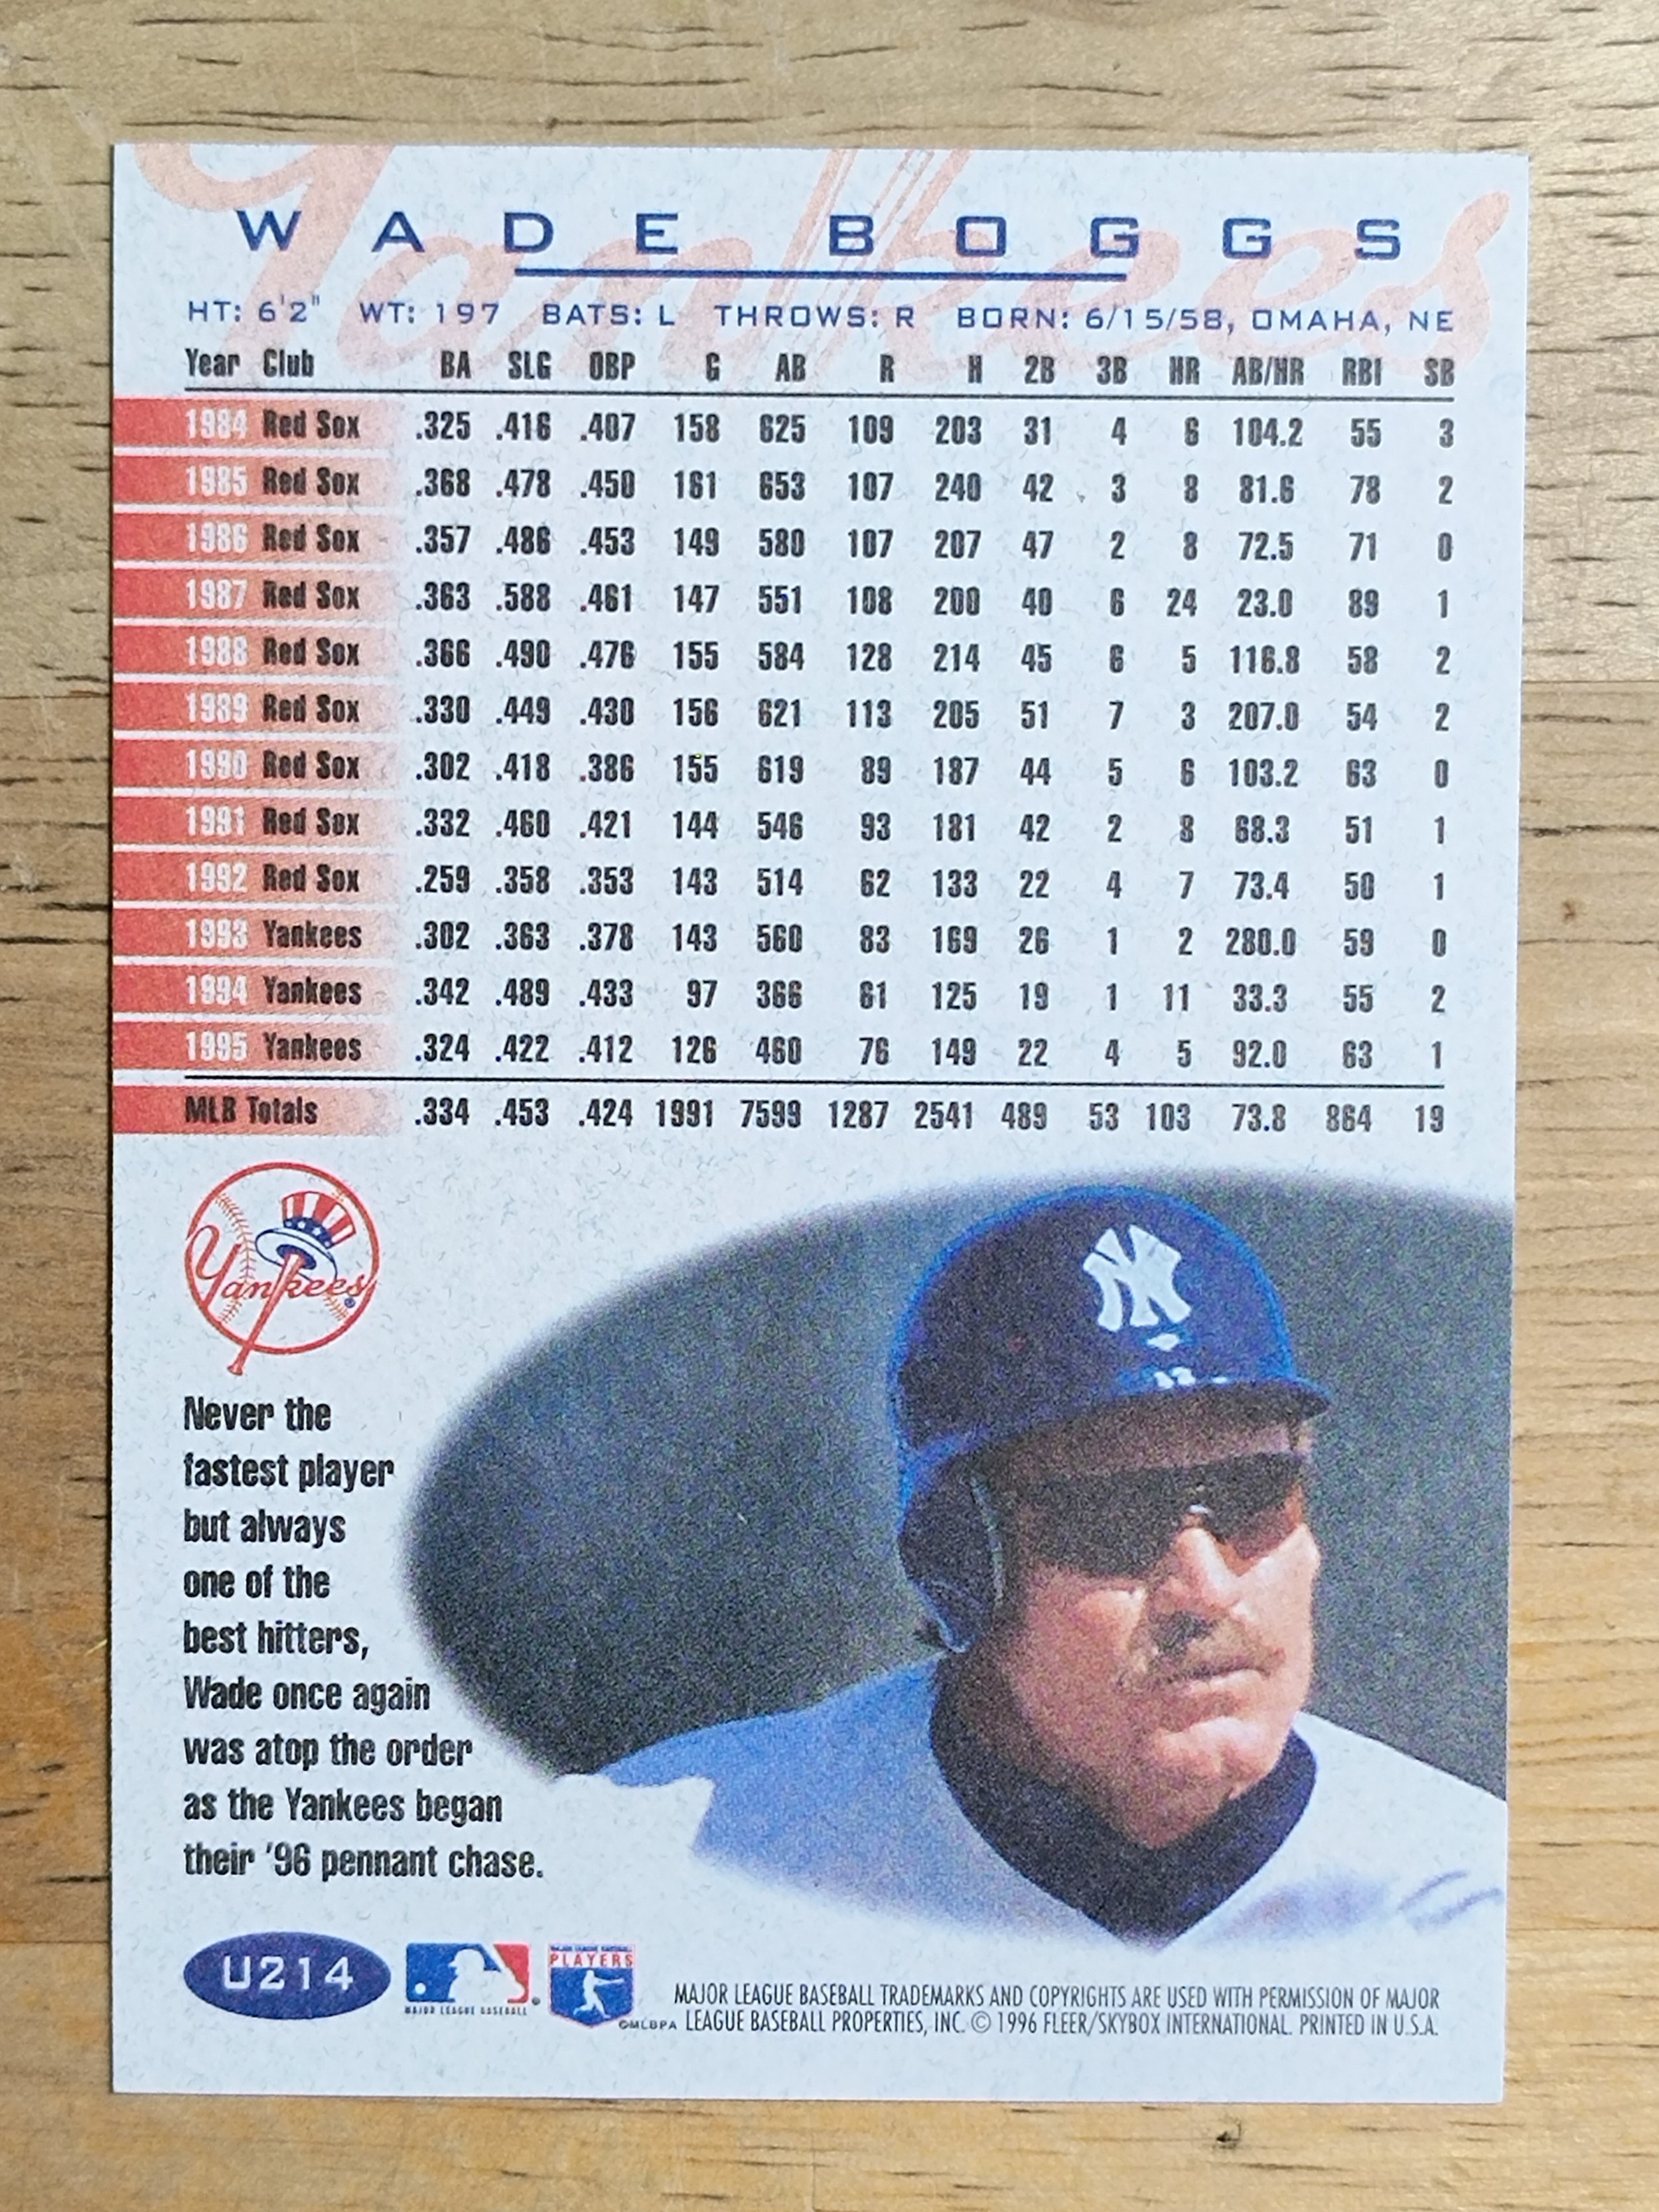 Yankees
WADE BOGGS
HT: 6'2" WT: 197 BATS: L THROWS: R BORN: 6/15/58, OMAHA, NE
Year Club BA SLG OBP G AB R H 2B 3B HR AB/HR RBI SB
1984 Red Sox .325 .416 .407 158 625 109 203 31 4 6 104.2 55 3
1985 Red Sox .368 .478 .450 161 653 107 240 42 3 8 81.6 78 2
1986 Red Sox .357 .486 .453 149 580 107 207 47 2 8 72.5 71 0
1987 Red Sox .363 .588 .461 147 551 108 200 40 6 24 23.0 89 1
1988 Red Sox .366 .490 .476 155 584 128 214 45 6 5 116.8 58 2
1989 Red Sox .330 .449 .430 156 621 113 205 51 7 3 207.0 54 2
1990 Red Sox .302 .418 .386 155 619 89 187 44 5 6 103.2 63 0
1991 Red Sox .332 .460 .421 144 546 93 181 42 2 8 68.3 51 1
1992 Red Sox .259 .358 .353 143 514 62 133 22 4 7 73.4 50 1
1993 Yankees .302 .363 .378 143 560 83 169 26 1 2 280.0 59 0
1994 Yankees .342 .489 .433 97 366 61 125 19 1 11 33.3 55 2
1995 Yankees .324 .422 .412 126 460 76 149 22 4 5 92.0 63 1
MLB Totals .334 .453 .424 1991 7599 1287 2541 489 53 103 73.8 864 19
Yankees
NY
Never the
fastest player
but always
one of the
best hitters,
Wade once again
was atop the order
as the Yankees began
their '96 pennant chase.
U214
MAJOR LEAGUE BASEBALL
MAJOR LEAGUE BASEBALL
PLAYERS
©MLBPA
MAJOR LEAGUE BASEBALL TRADEMARKS AND COPYRIGHTS ARE USED WITH PERMISSION OF MAJOR
LEAGUE BASEBALL PROPERTIES, INC. © 1996 FLEER/SKYBOX INTERNATIONAL. PRINTED IN U.S.A.